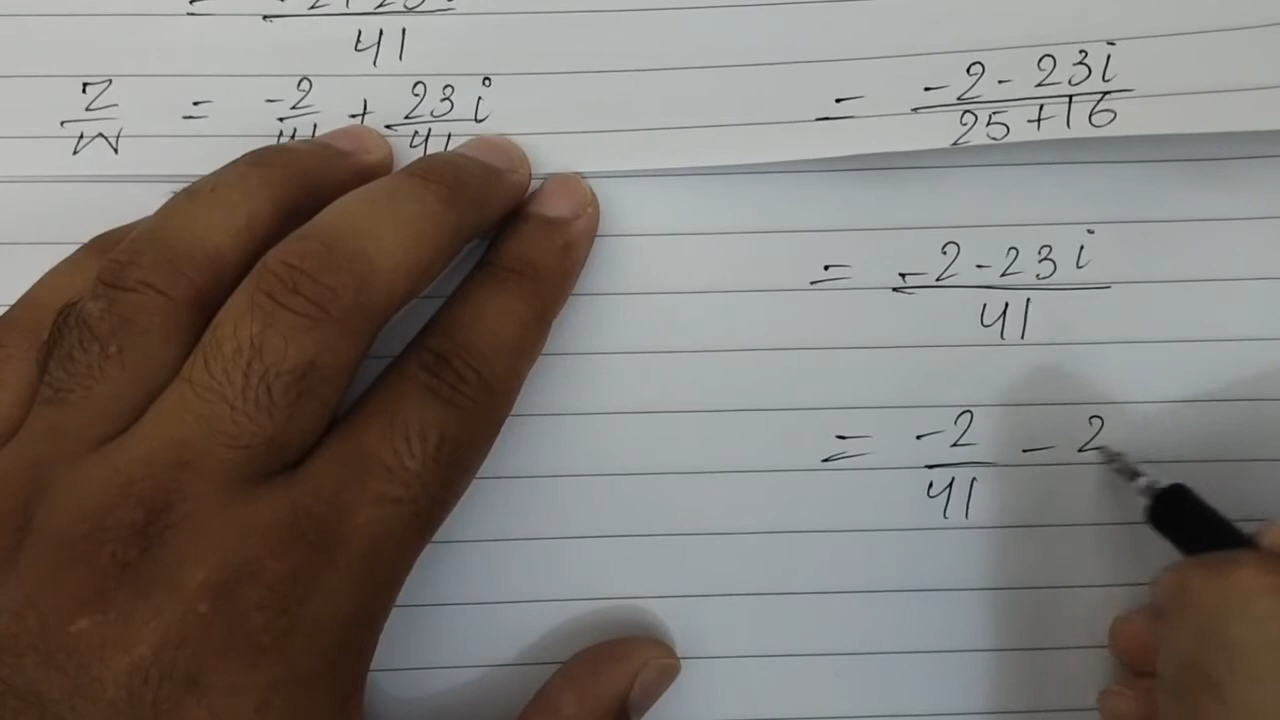 41
Z/W = -2/41 + 23i/41
= -2-23i/25+16
= -2-23i/41
= -2/41 - 2